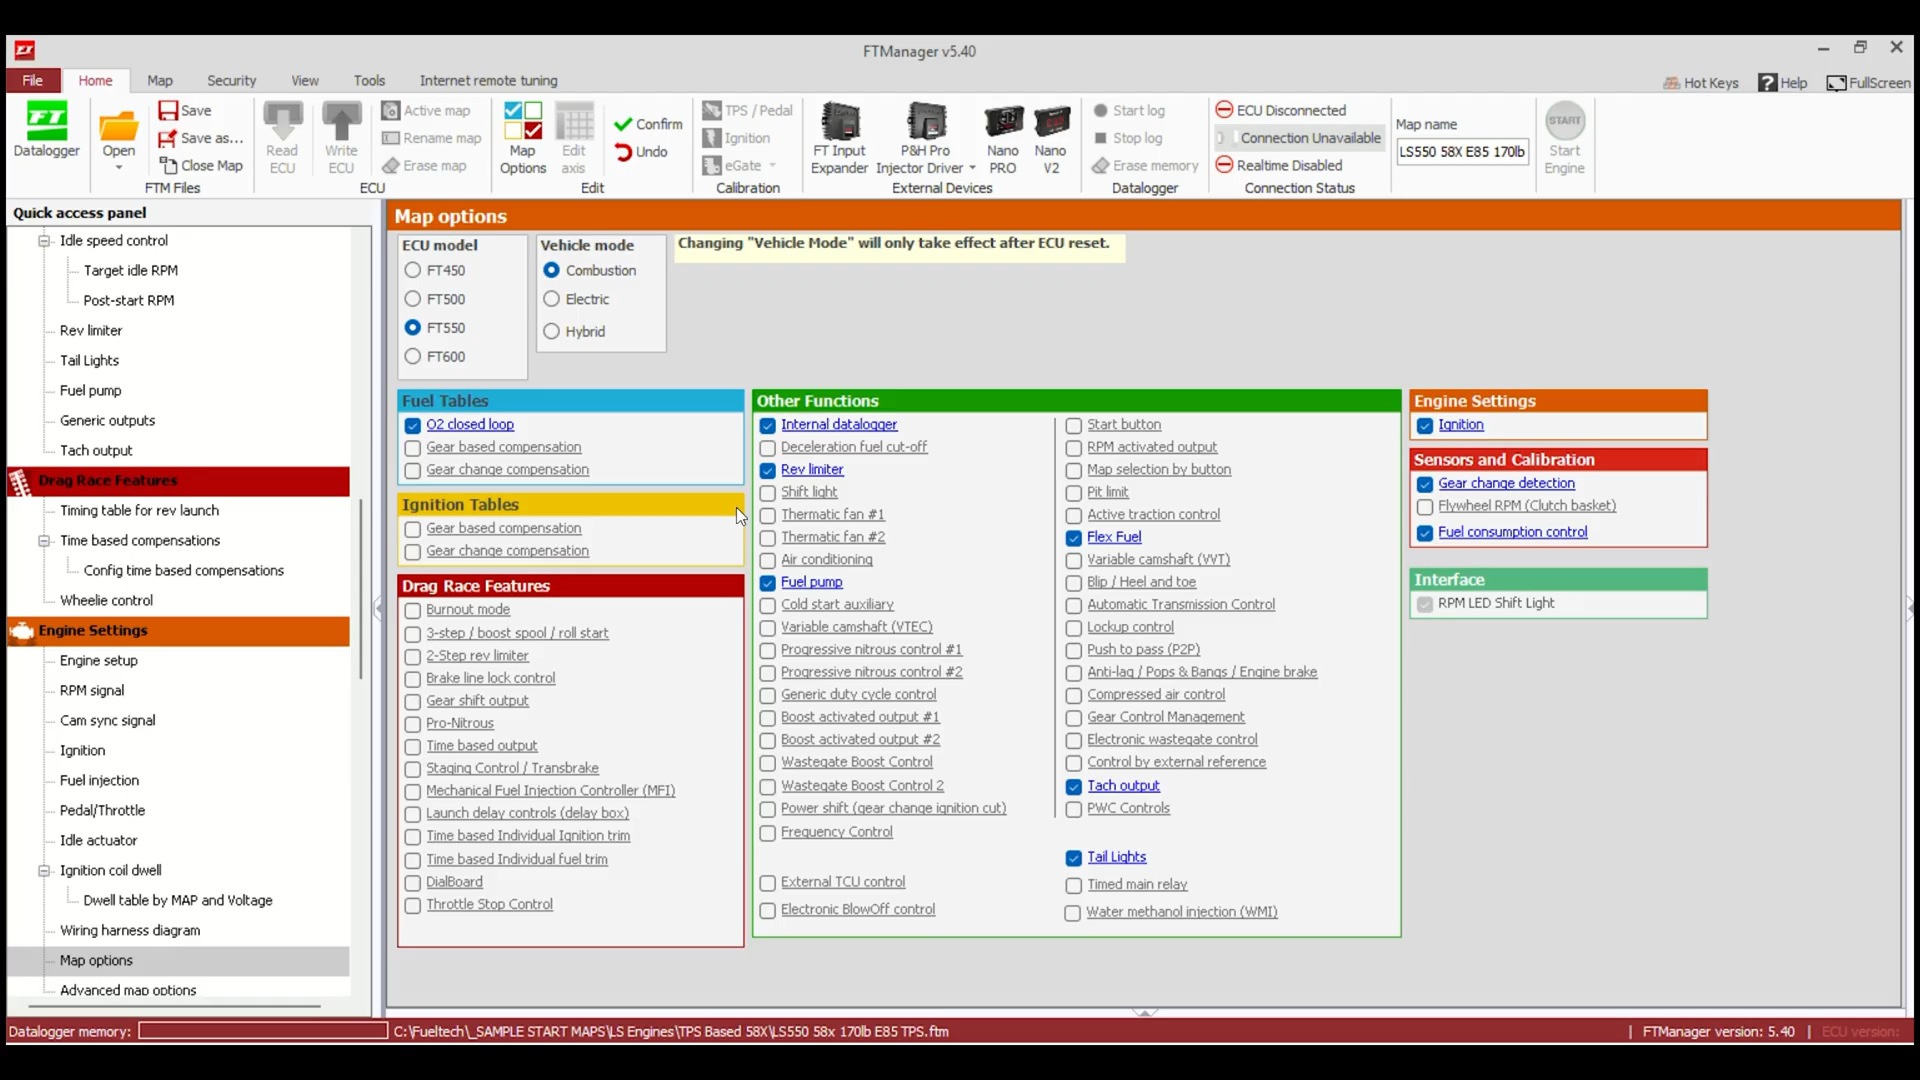 FTManager v5.40
File
Home
Map
Security
View
Tools
Internet remote tuning
Hot Keys
Help
FullScreen
FT
Datalogger
Open
Save
Save as...
Close Map
FTM Files
Read ECU
Write ECU
Active map
Rename map
Erase map
ECU
Map Options
Edit axis
Confirm
Undo
Edit
TPS / Pedal
Ignition
eGate
Calibration
FT Input Expander
P&H Pro Injector Driver
Nano PRO
Nano V2
External Devices
Start log
Stop log
Erase memory
Datalogger
ECU Disconnected
Connection Unavailable
Realtime Disabled
Connection Status
Map name
LS550 58X E85 170lb
START
Start Engine
Quick access panel
Idle speed control
Target idle RPM
Post-start RPM
Rev limiter
Tail Lights
Fuel pump
Generic outputs
Tach output
Drag Race Features
Timing table for rev launch
Time based compensations
Config time based compensations
Wheelie control
Engine Settings
Engine setup
RPM signal
Cam sync signal
Ignition
Fuel injection
Pedal/Throttle
Idle actuator
Ignition coil dwell
Dwell table by MAP and Voltage
Wiring harness diagram
Map options
Advanced map options
Map options
ECU model
FT450
FT500
FT550
FT600
Vehicle mode
Combustion
Electric
Hybrid
Changing "Vehicle Mode" will only take effect after ECU reset.
Fuel Tables
O2 closed loop
Gear based compensation
Gear change compensation
Ignition Tables
Gear based compensation
Gear change compensation
Drag Race Features
Burnout mode
3-step / boost spool / roll start
2-Step rev limiter
Brake line lock control
Gear shift output
Pro-Nitrous
Time based output
Staging Control / Transbrake
Mechanical Fuel Injection Controller (MFI)
Launch delay controls (delay box)
Time based Individual Ignition trim
Time based Individual fuel trim
DialBoard
Throttle Stop Control
Other Functions
Internal datalogger
Deceleration fuel cut-off
Rev limiter
Shift light
Thermatic fan #1
Thermatic fan #2
Air conditioning
Fuel pump
Cold start auxiliary
Variable camshaft (VTEC)
Progressive nitrous control #1
Progressive nitrous control #2
Generic duty cycle control
Boost activated output #1
Boost activated output #2
Wastegate Boost Control
Wastegate Boost Control 2
Power shift (gear change ignition cut)
Frequency Control
External TCU control
Electronic BlowOff control
Start button
RPM activated output
Map selection by button
Pit limit
Active traction control
Flex Fuel
Variable camshaft (VVT)
Blip / Heel and toe
Automatic Transmission Control
Lockup control
Push to pass (P2P)
Anti-lag / Pops & Bangs / Engine brake
Compressed air control
Gear Control Management
Electronic wastegate control
Control by external reference
Tach output
PWC Controls
Tail Lights
Timed main relay
Water methanol injection (WMI)
Engine Settings
Ignition
Sensors and Calibration
Gear change detection
Flywheel RPM (Clutch basket)
Fuel consumption control
Interface
RPM LED Shift Light
Datalogger memory:
C:\Fueltech\_SAMPLE START MAPS\LS Engines\TPS Based 58X\LS550 58x 170lb E85 TPS.ftm
| FTManager version: 5.40 | ECU version: